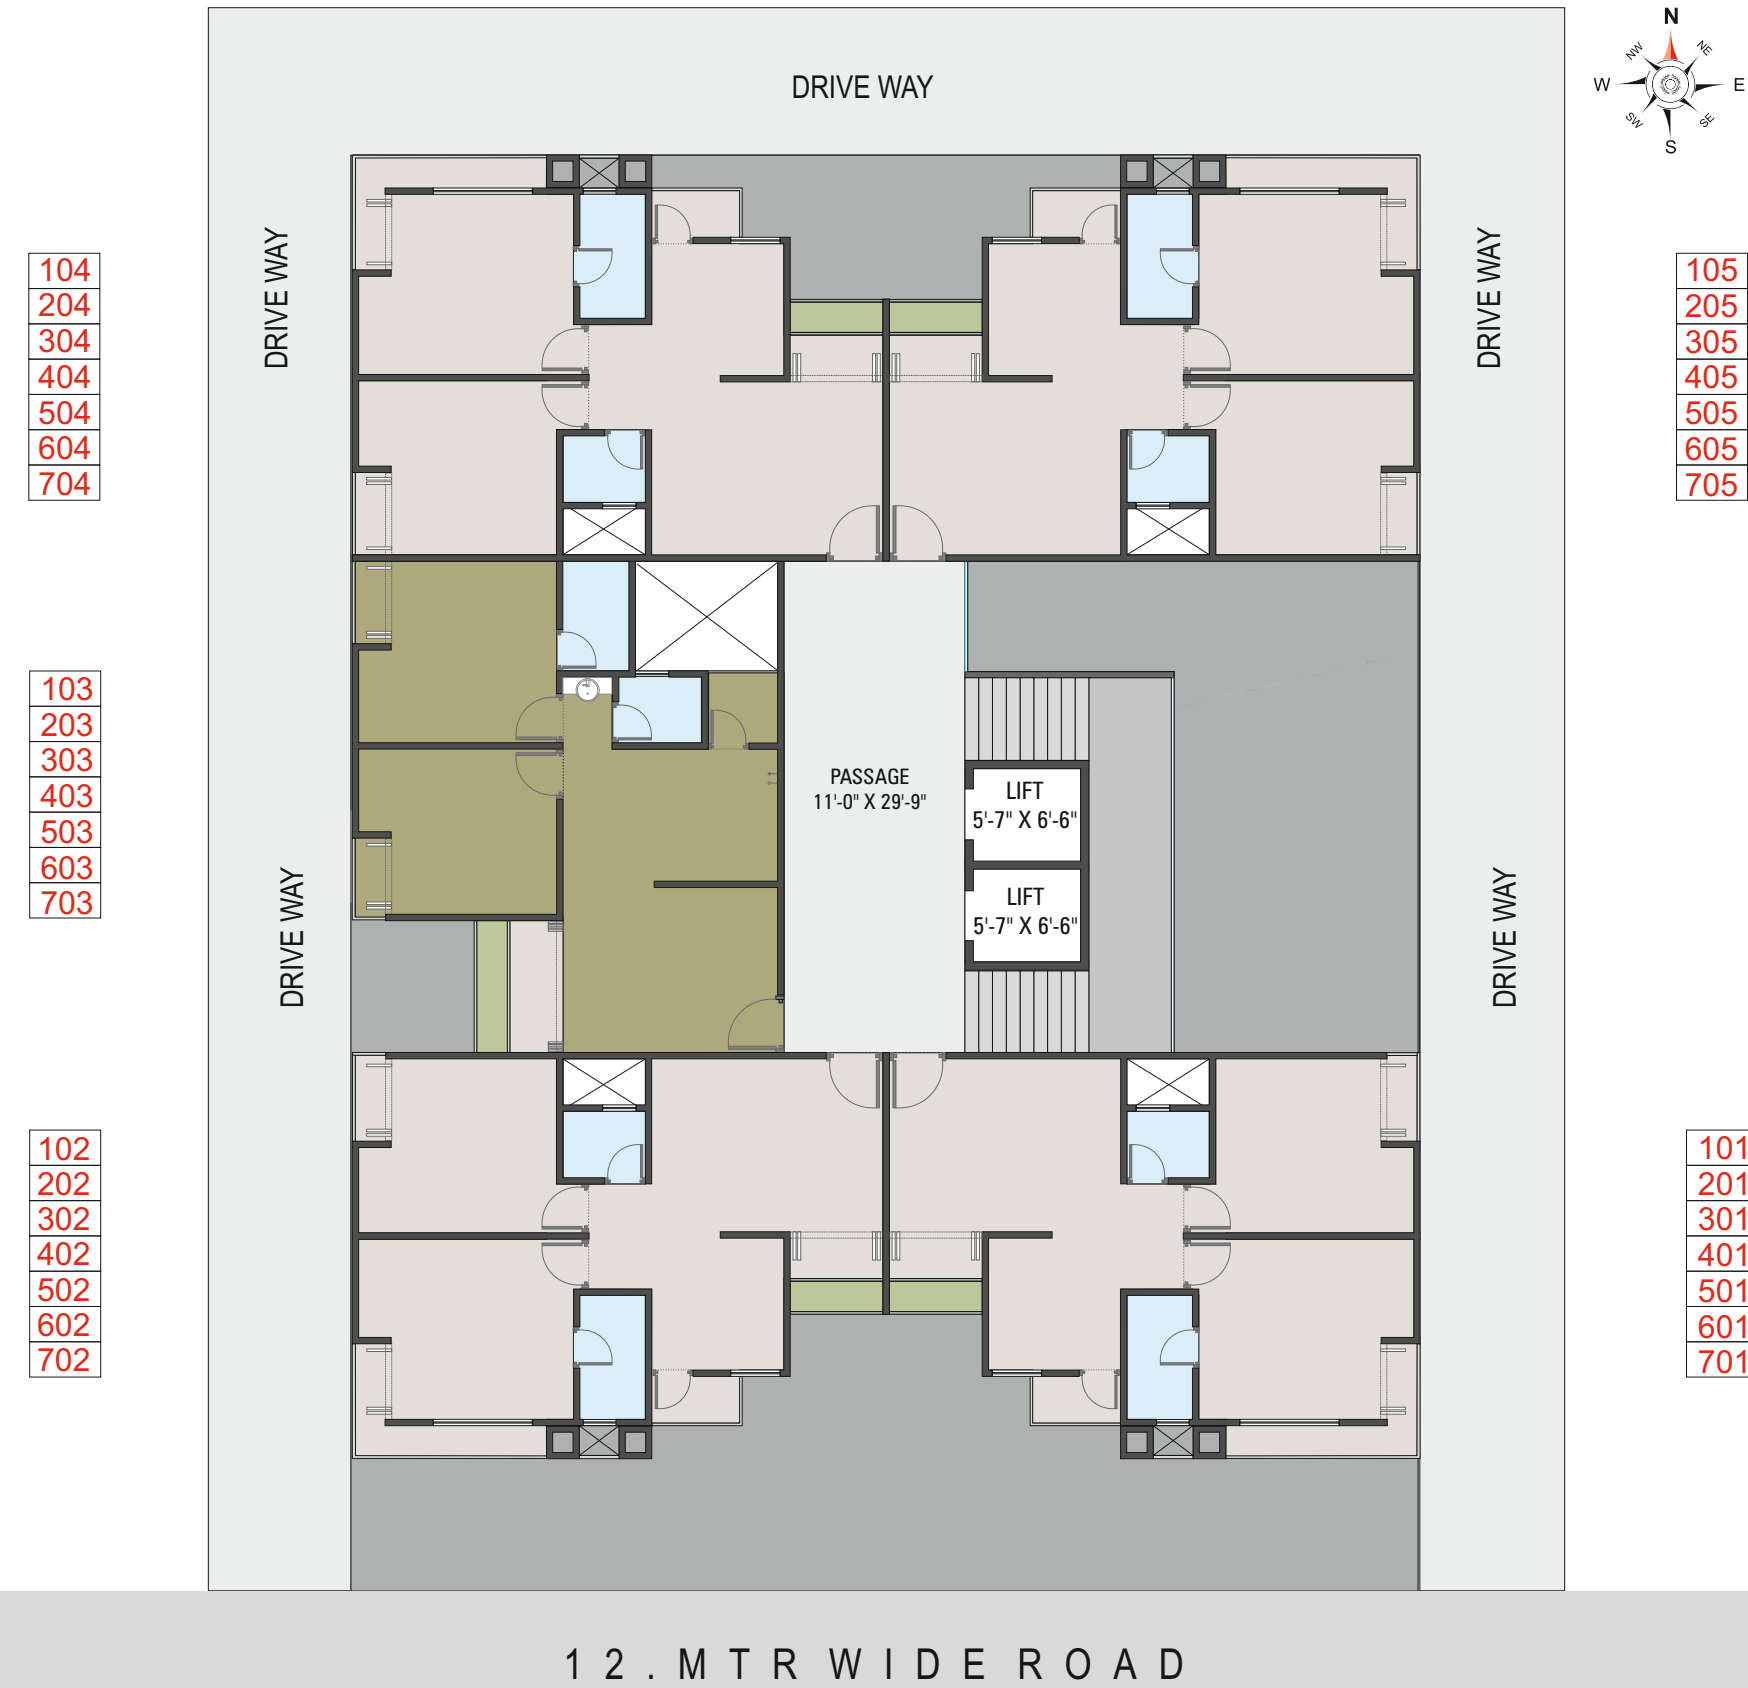 N
NW
NE
W
E
SW
SE
S
DRIVE WAY
DRIVE WAY
DRIVE WAY
104
204
304
404
504
604
704
105
205
305
405
505
605
705
103
203
303
403
503
603
703
PASSAGE
11'-0" X 29'-9"
LIFT
5'-7" X 6'-6"
LIFT
5'-7" X 6'-6"
DRIVE WAY
DRIVE WAY
102
202
302
402
502
602
702
101
201
301
401
501
601
701
12.MTR WIDE ROAD